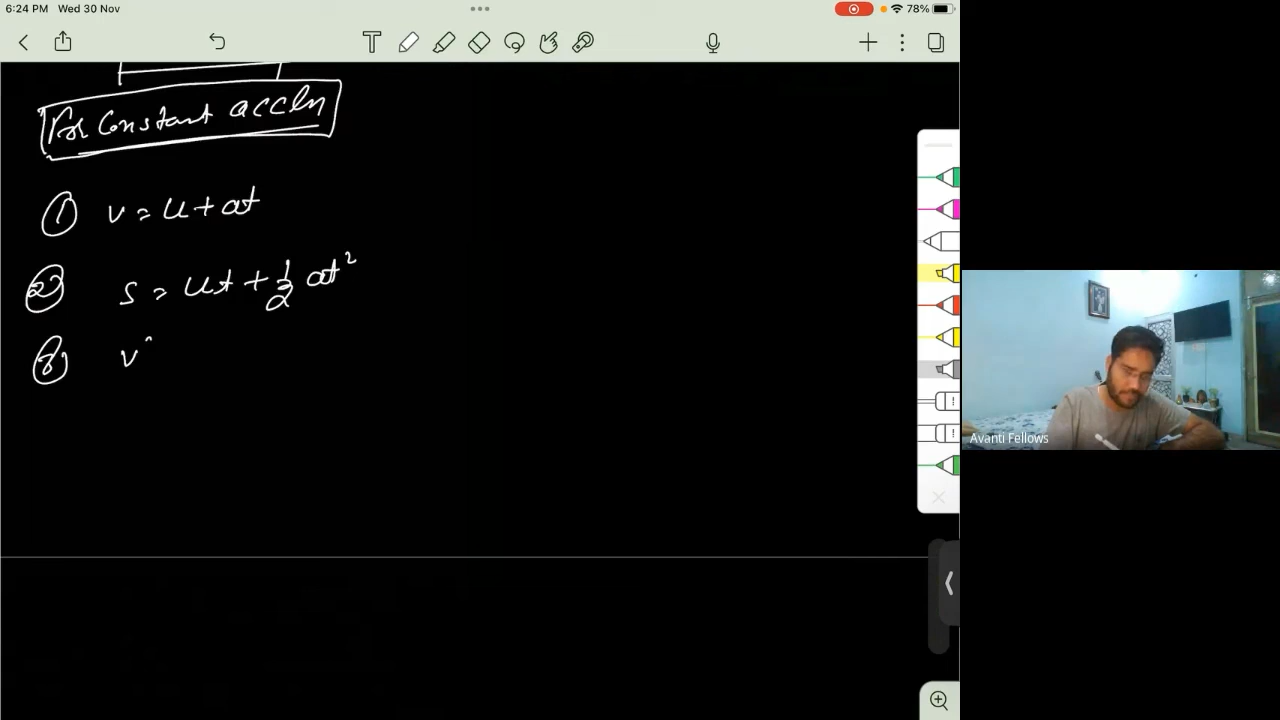 6:24 PM Wed 30 Nov
78%
For Constant accln
① v = u + at
② s = ut + 1/2 at²
③ v
Avanti Fellows